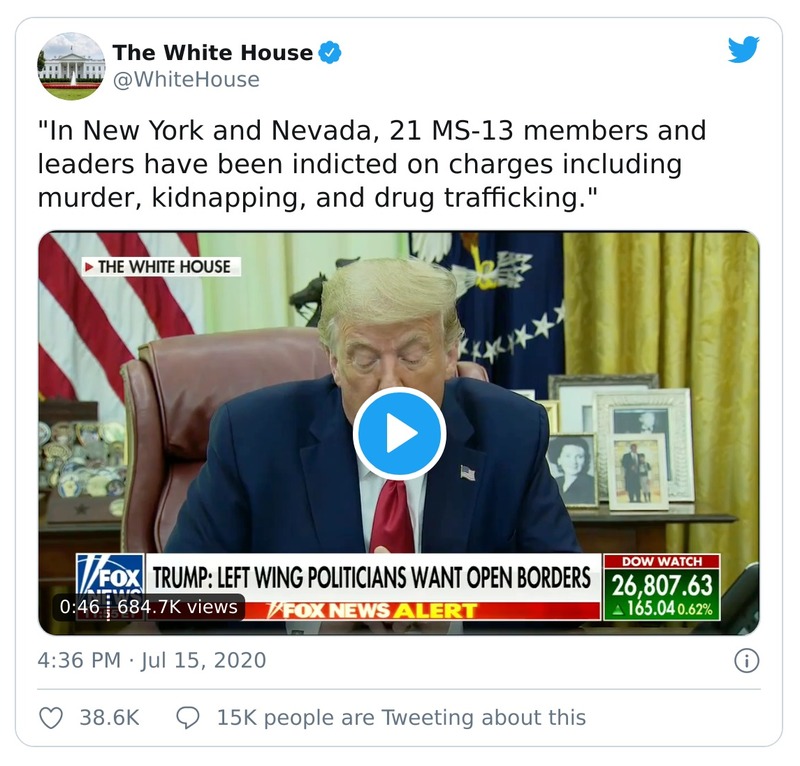 The White House
@WhiteHouse
"In New York and Nevada, 21 MS-13 members and
leaders have been indicted on charges including
murder, kidnapping, and drug trafficking."
THE WHITE HOUSE
FOX
NEWS
TRUMP: LEFT WING POLITICIANS WANT OPEN BORDERS
FOX NEWS ALERT
DOW WATCH
26,807.63
165.04 0.62%
0:46 684.7K views
4:36 PM · Jul 15, 2020
38.6K 15K people are Tweeting about this